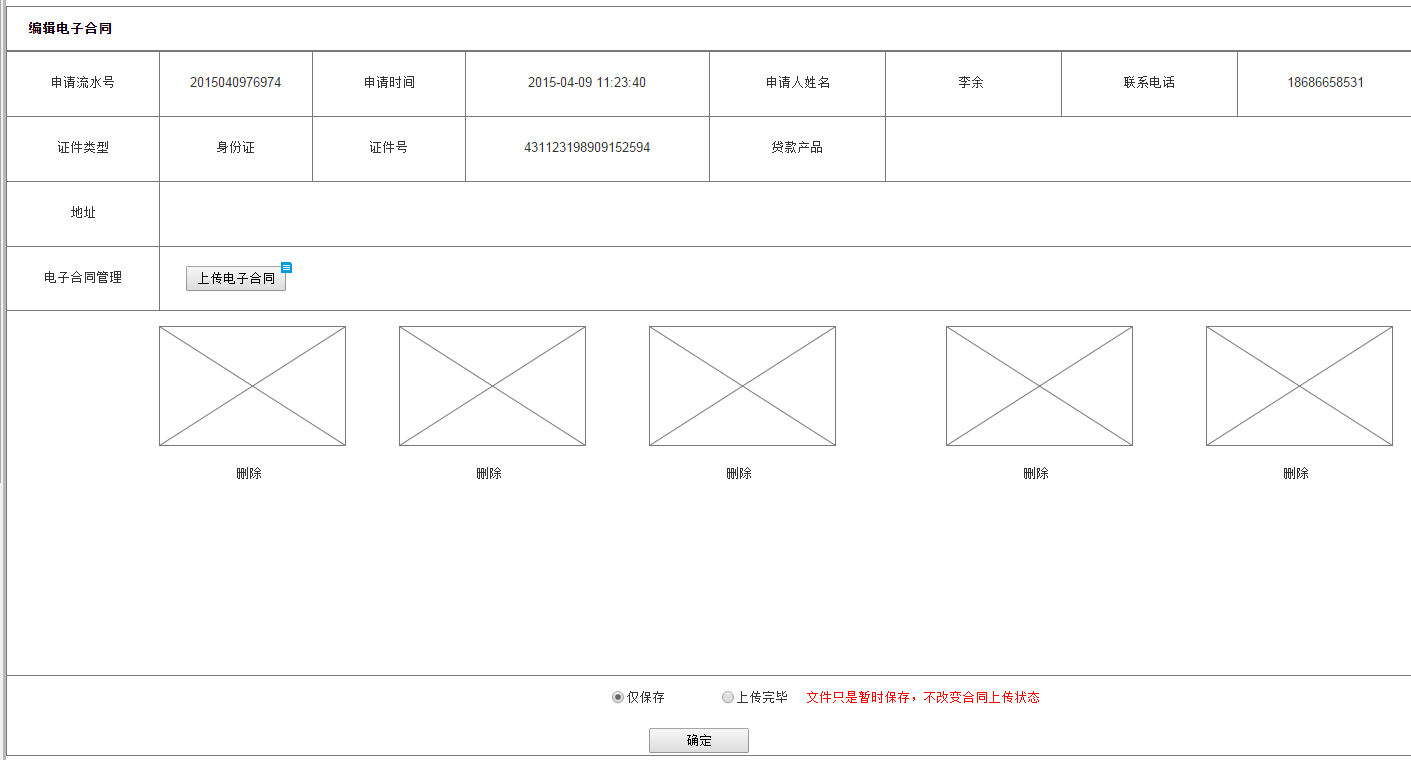 编辑电子合同
申请流水号 2015040976974 申请时间 2015-04-09 11:23:40 申请人姓名 李余 联系电话 18686658531
证件类型 身份证 证件号 431123198909152594 贷款产品
地址
电子合同管理 上传电子合同
删除 删除 删除 删除 删除
仅保存 上传完毕 文件只是暂时保存，不改变合同上传状态
确定